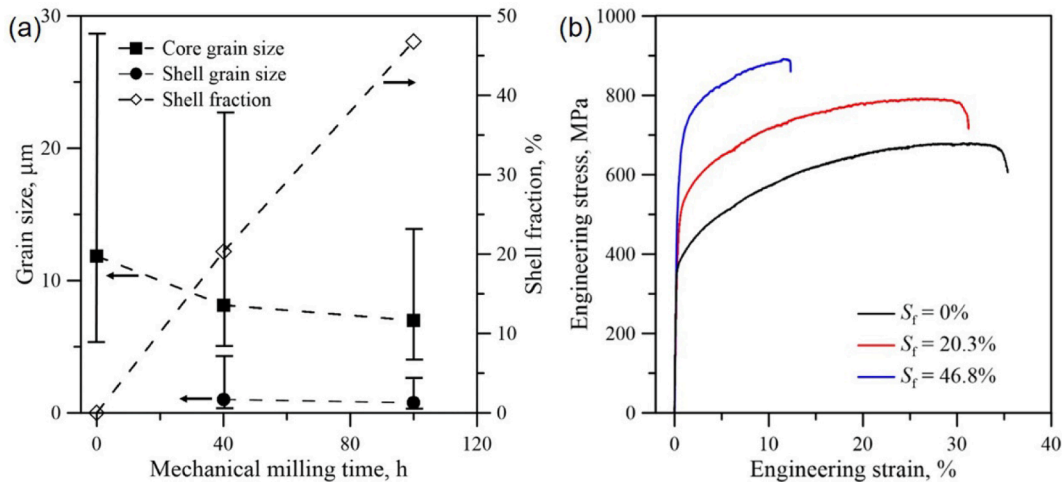 (a)
30
20
10
0
Grain size, μm
Core grain size
Shell grain size
Shell fraction
50
40
30
20
10
0
Shell fraction, %
0 40 80 120
Mechanical milling time, h
(b)
1000
800
600
400
200
0
Engineering stress, MPa
S_f = 0%
S_f = 20.3%
S_f = 46.8%
0 10 20 30 40
Engineering strain, %